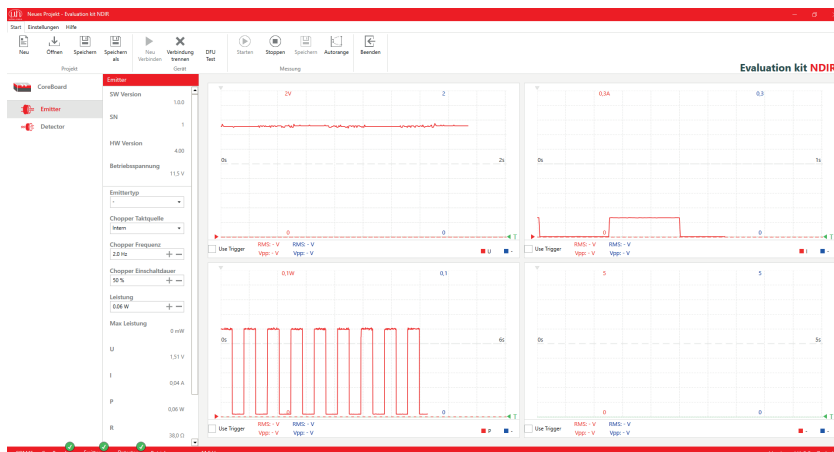 Neues Projekt - Evaluation kit NDIR
Start Einstellungen Hilfe
Neu Öffnen Speichern Speichern als Neu Verbinden Verbindung trennen DFU Test Starten Stoppen Speichern Autorange Beenden
Projekt Gerät Messung
Evaluation kit NDIR
CoreBoard
Emitter
Detector
Emitter
SW Version
1.0.0
SN
1
HW Version
4.00
Betriebsspannung
11,5 V
Emittertyp
-
Chopper Taktquelle
Intern
Chopper Frequenz
2.0 Hz
Chopper Einschaltdauer
50 %
Leistung
0.06 W
Max Leistung
0 mW
U
1,51 V
I
0,04 A
P
0,06 W
R
38,0 Ω
2V 2
0s 2s
0 0
T
Use Trigger RMS: - V RMS: - V
Vpp: - V Vpp: - V
U -
0.3A 0,3
0s 1s
0 0
T
Use Trigger RMS: - V RMS: - V
Vpp: - V Vpp: - V
I -
0,1W 0,1
0s 6s
0 0
T
Use Trigger RMS: - V RMS: - V
Vpp: - V Vpp: - V
P -
5 5
0s 5s
0 0
T
Use Trigger RMS: - V RMS: - V
Vpp: - V Vpp: - V
- -